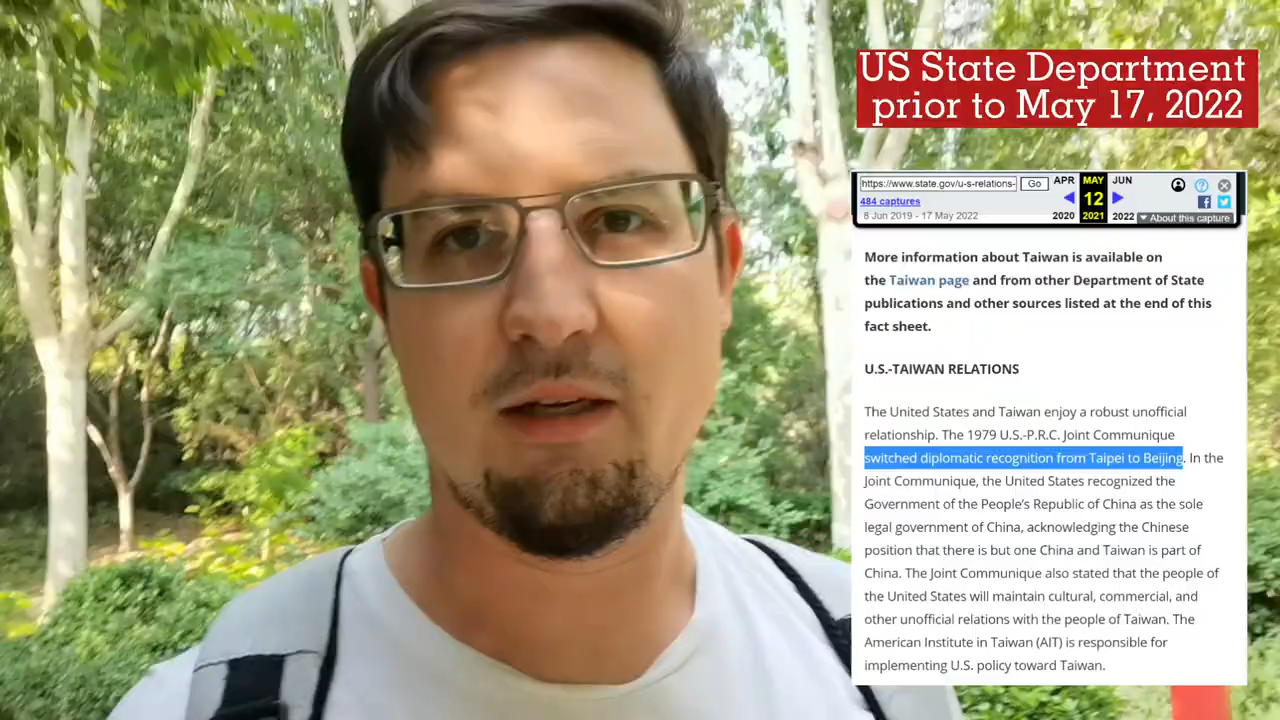 US State Department
prior to May 17, 2022
https://www.state.gov/u-s-relations-
Go
APR
MAY
JUN
484 captures
12
8 Jun 2019 - 17 May 2022
2020
2021
2022
About this capture
More information about Taiwan is available on
the Taiwan page and from other Department of State
publications and other sources listed at the end of this
fact sheet.
U.S.-TAIWAN RELATIONS
The United States and Taiwan enjoy a robust unofficial
relationship. The 1979 U.S.-P.R.C. Joint Communique
switched diplomatic recognition from Taipei to Beijing. In the
Joint Communique, the United States recognized the
Government of the People’s Republic of China as the sole
legal government of China, acknowledging the Chinese
position that there is but one China and Taiwan is part of
China. The Joint Communique also stated that the people of
the United States will maintain cultural, commercial, and
other unofficial relations with the people of Taiwan. The
American Institute in Taiwan (AIT) is responsible for
implementing U.S. policy toward Taiwan.